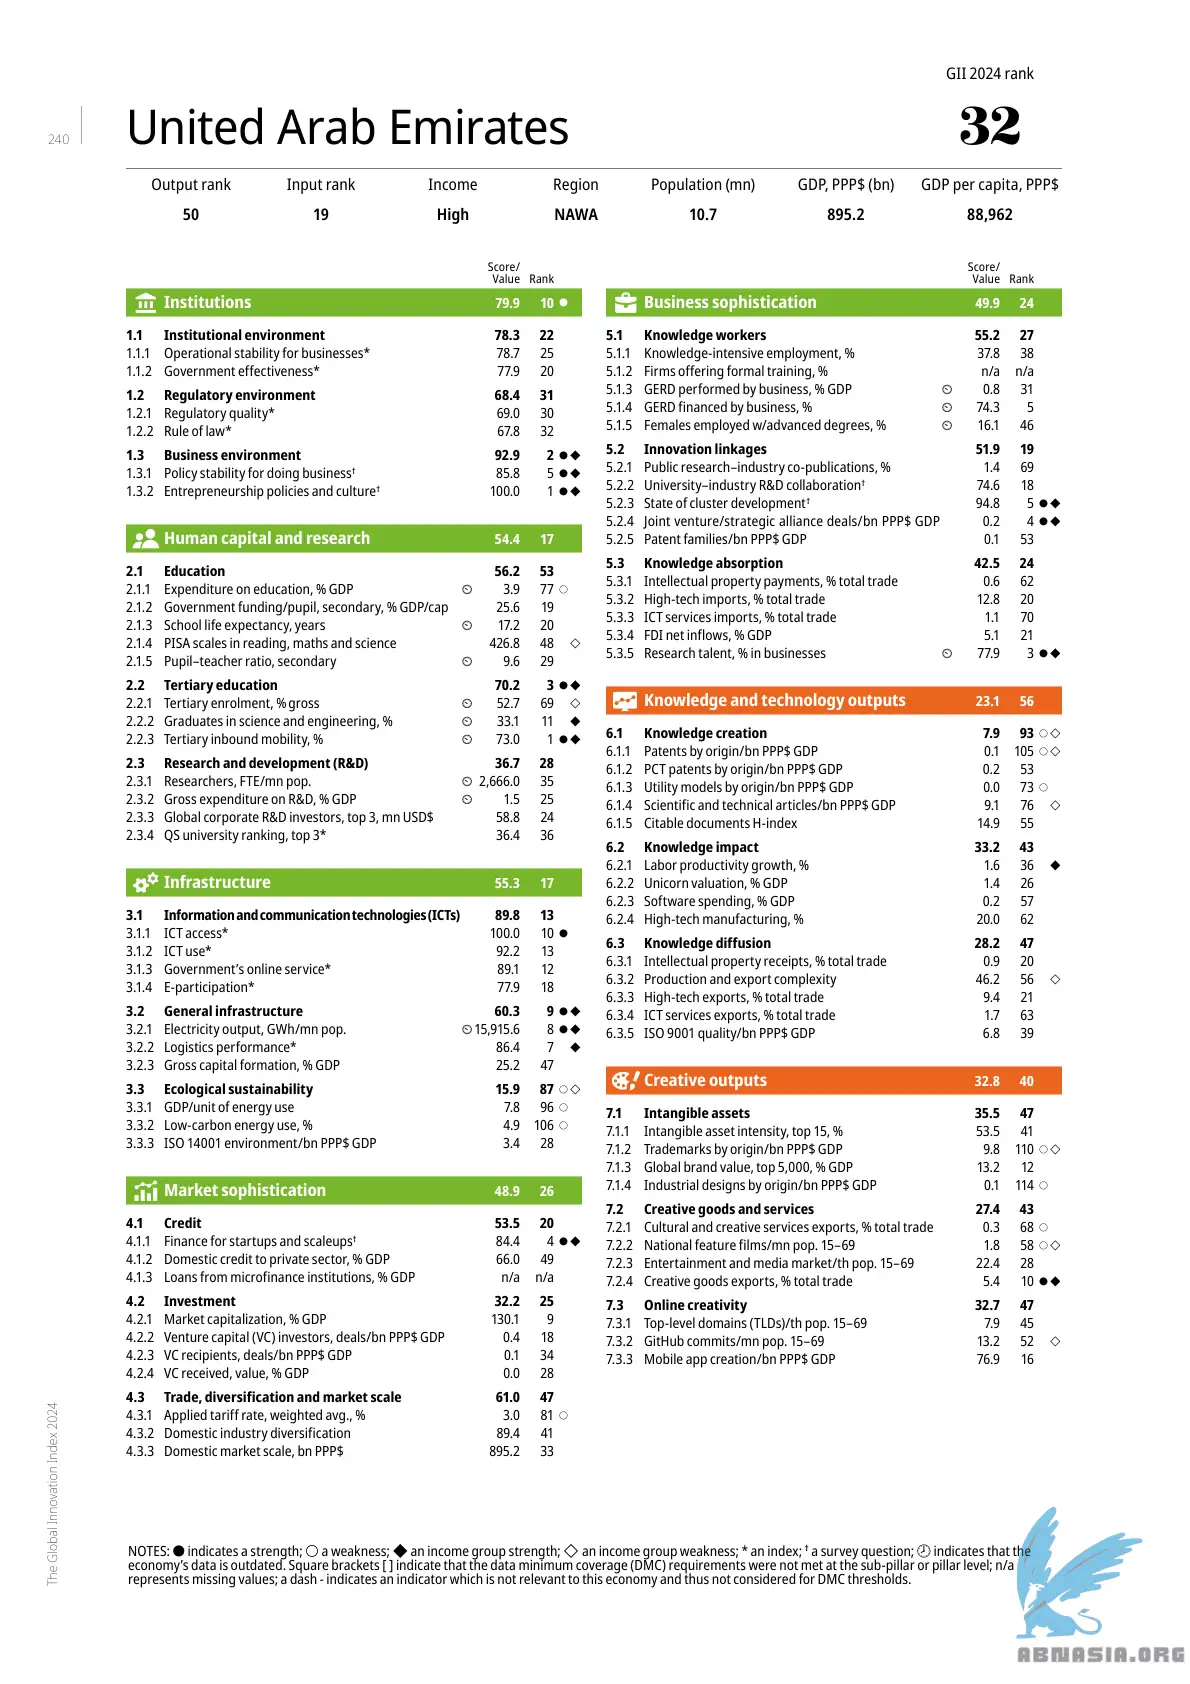 GII 2024 rank
240
United Arab Emirates
32
Output rank Input rank Income Region Population (mn) GDP, PPP$ (bn) GDP per capita, PPP$
50 19 High NAWA 10.7 895.2 88,962
Score/
Value Rank
Institutions 79.9 10 ●
1.1 Institutional environment 78.3 22
1.1.1 Operational stability for businesses* 78.7 25
1.1.2 Government effectiveness* 77.9 20
1.2 Regulatory environment 68.4 31
1.2.1 Regulatory quality* 69.0 30
1.2.2 Rule of law* 67.8 32
1.3 Business environment 92.9 2 ●◆
1.3.1 Policy stability for doing business† 85.8 5 ●◆
1.3.2 Entrepreneurship policies and culture† 100.0 1 ●◆
Human capital and research 54.4 17
2.1 Education 56.2 53
2.1.1 Expenditure on education, % GDP 3.9 77 ○
2.1.2 Government funding/pupil, secondary, % GDP/cap 25.6 19
2.1.3 School life expectancy, years 17.2 20
2.1.4 PISA scales in reading, maths and science 426.8 48 ◇
2.1.5 Pupil–teacher ratio, secondary 9.6 29
2.2 Tertiary education 70.2 3 ●◆
2.2.1 Tertiary enrolment, % gross 52.7 69 ◇
2.2.2 Graduates in science and engineering, % 33.1 11 ◆
2.2.3 Tertiary inbound mobility, % 73.0 1 ●◆
2.3 Research and development (R&D) 36.7 28
2.3.1 Researchers, FTE/mn pop. 2,666.0 35
2.3.2 Gross expenditure on R&D, % GDP 1.5 25
2.3.3 Global corporate R&D investors, top 3, mn USD$ 58.8 24
2.3.4 QS university ranking, top 3* 36.4 36
Infrastructure 55.3 17
3.1 Information and communication technologies (ICTs) 89.8 13
3.1.1 ICT access* 100.0 10 ●
3.1.2 ICT use* 92.2 13
3.1.3 Government’s online service* 89.1 12
3.1.4 E-participation* 77.9 18
3.2 General infrastructure 60.3 9 ●◆
3.2.1 Electricity output, GWh/mn pop. 15,915.6 8 ●◆
3.2.2 Logistics performance* 86.4 7 ◆
3.2.3 Gross capital formation, % GDP 25.2 47
3.3 Ecological sustainability 15.9 87 ○◇
3.3.1 GDP/unit of energy use 7.8 96 ○
3.3.2 Low-carbon energy use, % 4.9 106 ○
3.3.3 ISO 14001 environment/bn PPP$ GDP 3.4 28
Market sophistication 48.9 26
4.1 Credit 53.5 20
4.1.1 Finance for startups and scaleups† 84.4 4 ●◆
4.1.2 Domestic credit to private sector, % GDP 66.0 49
4.1.3 Loans from microfinance institutions, % GDP n/a n/a
4.2 Investment 32.2 25
4.2.1 Market capitalization, % GDP 130.1 9
4.2.2 Venture capital (VC) investors, deals/bn PPP$ GDP 0.4 18
4.2.3 VC recipients, deals/bn PPP$ GDP 0.1 34
4.2.4 VC received, value, % GDP 0.0 28
4.3 Trade, diversification and market scale 61.0 47
4.3.1 Applied tariff rate, weighted avg., % 3.0 81 ○
4.3.2 Domestic industry diversification 89.4 41
4.3.3 Domestic market scale, bn PPP$ 895.2 33
Score/
Value Rank
Business sophistication 49.9 24
5.1 Knowledge workers 55.2 27
5.1.1 Knowledge-intensive employment, % 37.8 38
5.1.2 Firms offering formal training, % n/a n/a
5.1.3 GERD performed by business, % GDP 0.8 31
5.1.4 GERD financed by business, % 74.3 5
5.1.5 Females employed w/advanced degrees, % 16.1 46
5.2 Innovation linkages 51.9 19
5.2.1 Public research–industry co-publications, % 1.4 69
5.2.2 University–industry R&D collaboration† 74.6 18
5.2.3 State of cluster development† 94.8 5 ●◆
5.2.4 Joint venture/strategic alliance deals/bn PPP$ GDP 0.2 4 ●◆
5.2.5 Patent families/bn PPP$ GDP 0.1 53
5.3 Knowledge absorption 42.5 24
5.3.1 Intellectual property payments, % total trade 0.6 62
5.3.2 High-tech imports, % total trade 12.8 20
5.3.3 ICT services imports, % total trade 1.1 70
5.3.4 FDI net inflows, % GDP 5.1 21
5.3.5 Research talent, % in businesses 77.9 3 ●◆
Knowledge and technology outputs 23.1 56
6.1 Knowledge creation 7.9 93 ○◇
6.1.1 Patents by origin/bn PPP$ GDP 0.1 105 ○◇
6.1.2 PCT patents by origin/bn PPP$ GDP 0.2 53
6.1.3 Utility models by origin/bn PPP$ GDP 0.0 73 ○
6.1.4 Scientific and technical articles/bn PPP$ GDP 9.1 76 ◇
6.1.5 Citable documents H-index 14.9 55
6.2 Knowledge impact 33.2 43
6.2.1 Labor productivity growth, % 1.6 36 ◆
6.2.2 Unicorn valuation, % GDP 1.4 26
6.2.3 Software spending, % GDP 0.2 57
6.2.4 High-tech manufacturing, % 20.0 62
6.3 Knowledge diffusion 28.2 47
6.3.1 Intellectual property receipts, % total trade 0.9 20
6.3.2 Production and export complexity 46.2 56 ◇
6.3.3 High-tech exports, % total trade 9.4 21
6.3.4 ICT services exports, % total trade 1.7 63
6.3.5 ISO 9001 quality/bn PPP$ GDP 6.8 39
Creative outputs 32.8 40
7.1 Intangible assets 35.5 47
7.1.1 Intangible asset intensity, top 15, % 53.5 41
7.1.2 Trademarks by origin/bn PPP$ GDP 9.8 110 ○◇
7.1.3 Global brand value, top 5,000, % GDP 13.2 12
7.1.4 Industrial designs by origin/bn PPP$ GDP 0.1 114 ○
7.2 Creative goods and services 27.4 43
7.2.1 Cultural and creative services exports, % total trade 0.3 68 ○
7.2.2 National feature films/mn pop. 15–69 1.8 58 ○◇
7.2.3 Entertainment and media market/th pop. 15–69 22.4 28
7.2.4 Creative goods exports, % total trade 5.4 10 ●◆
7.3 Online creativity 32.7 47
7.3.1 Top-level domains (TLDs)/th pop. 15–69 7.9 45
7.3.2 GitHub commits/mn pop. 15–69 13.2 52 ◇
7.3.3 Mobile app creation/bn PPP$ GDP 76.9 16
The Global Innovation Index 2024
NOTES: ● indicates a strength; ○ a weakness; ◆ an income group strength; ◇ an income group weakness; * an index; † a survey question; indicates that the
economy’s data is outdated. Square brackets [ ] indicate that the data minimum coverage (DMC) requirements were not met at the sub-pillar or pillar level; n/a
represents missing values; a dash - indicates an indicator which is not relevant to this economy and thus not considered for DMC thresholds.
ABNASIA.ORG